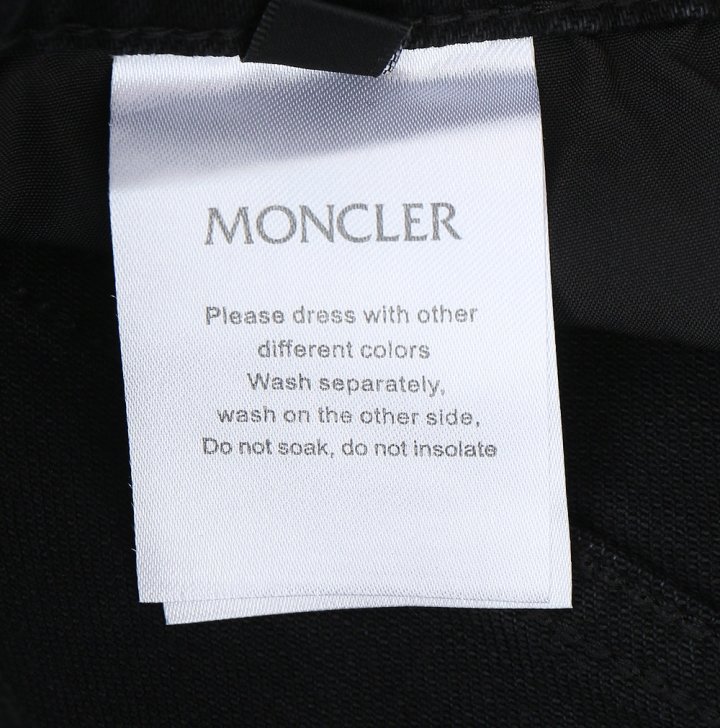 MONCLER
Please dress with other
different colors
Wash separately,
wash on the other side,
Do not soak, do not insolate